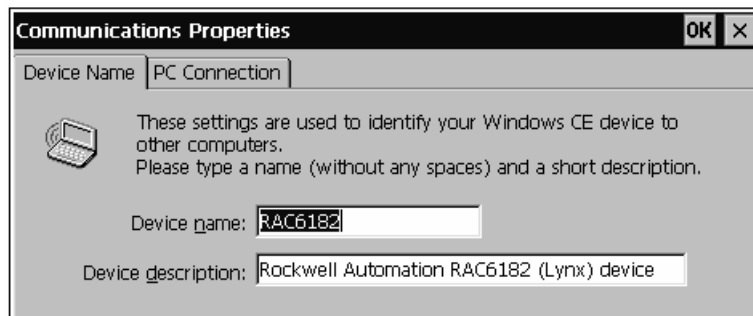 Communications Properties OK ×
Device Name PC Connection
These settings are used to identify your Windows CE device to
other computers.
Please type a name (without any spaces) and a short description.
Device name: RAC6182
Device description: Rockwell Automation RAC6182 (Lynx) device